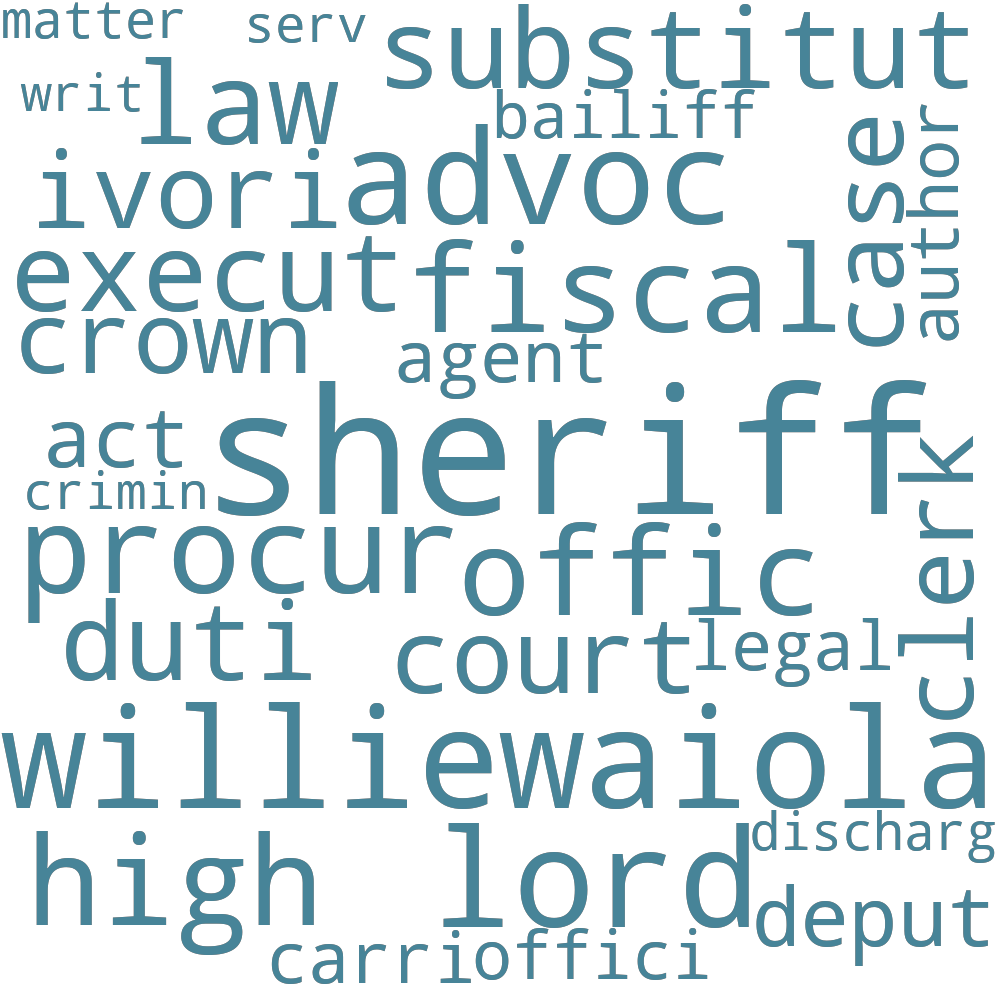 matter serv substitut
writ law bailiff
ivori advoc case author
execut fiscal
crown agent
act sheriff
crimin
procur offic clerk
duti court legal
williewaiola
high lord discharg
deput
carri offici